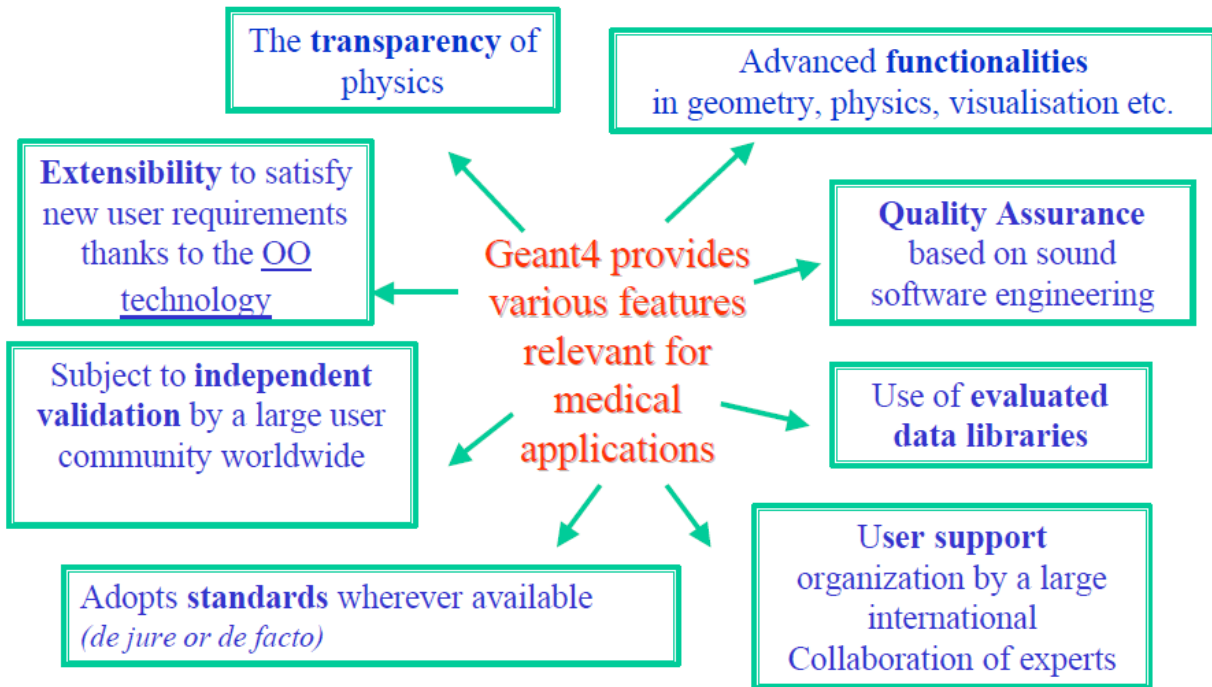 The transparency of
physics
Advanced functionalities
in geometry, physics, visualisation etc.
Extensibility to satisfy
new user requirements
thanks to the OO
technology
Quality Assurance
based on sound
software engineering
Geant4 provides
various features
relevant for
medical
applications
Subject to independent
validation by a large user
community worldwide
Use of evaluated
data libraries
Adopts standards wherever available
(de jure or de facto)
User support
organization by a large
international
Collaboration of experts